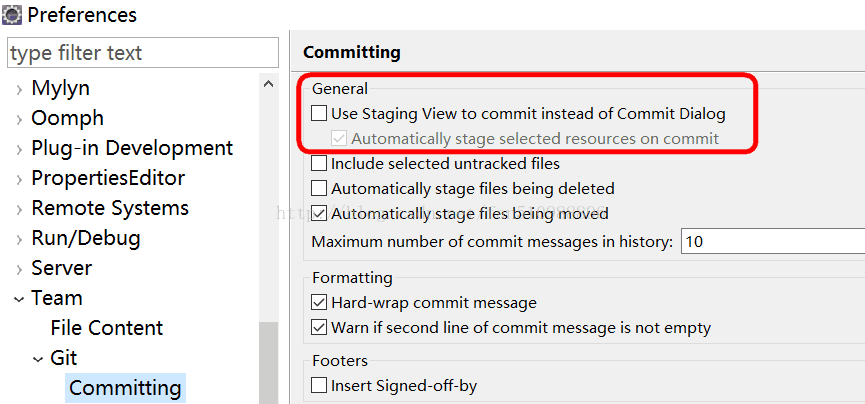 Preferences
type filter text
Mylyn
Oomph
Plug-in Development
PropertiesEditor
Remote Systems
Run/Debug
Server
Team
File Content
Git
Committing
Committing
General
Use Staging View to commit instead of Commit Dialog
Automatically stage selected resources on commit
Include selected untracked files
Automatically stage files being deleted
Automatically stage files being moved
Maximum number of commit messages in history: 10
Formatting
Hard-wrap commit message
Warn if second line of commit message is not empty
Footers
Insert Signed-off-by